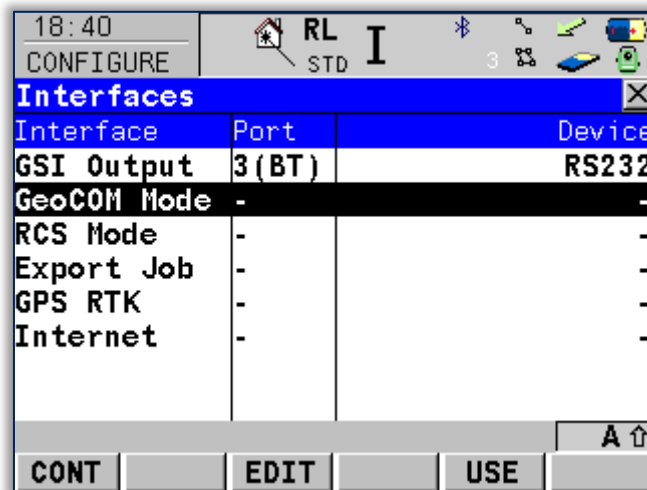 18:40
CONFIGURE
RL
STD
I
3
Interfaces
Interface Port Device
GSI Output 3(BT) RS232
GeoCOM Mode - -
RCS Mode - -
Export Job - -
GPS RTK - -
Internet - -
A
CONT EDIT USE